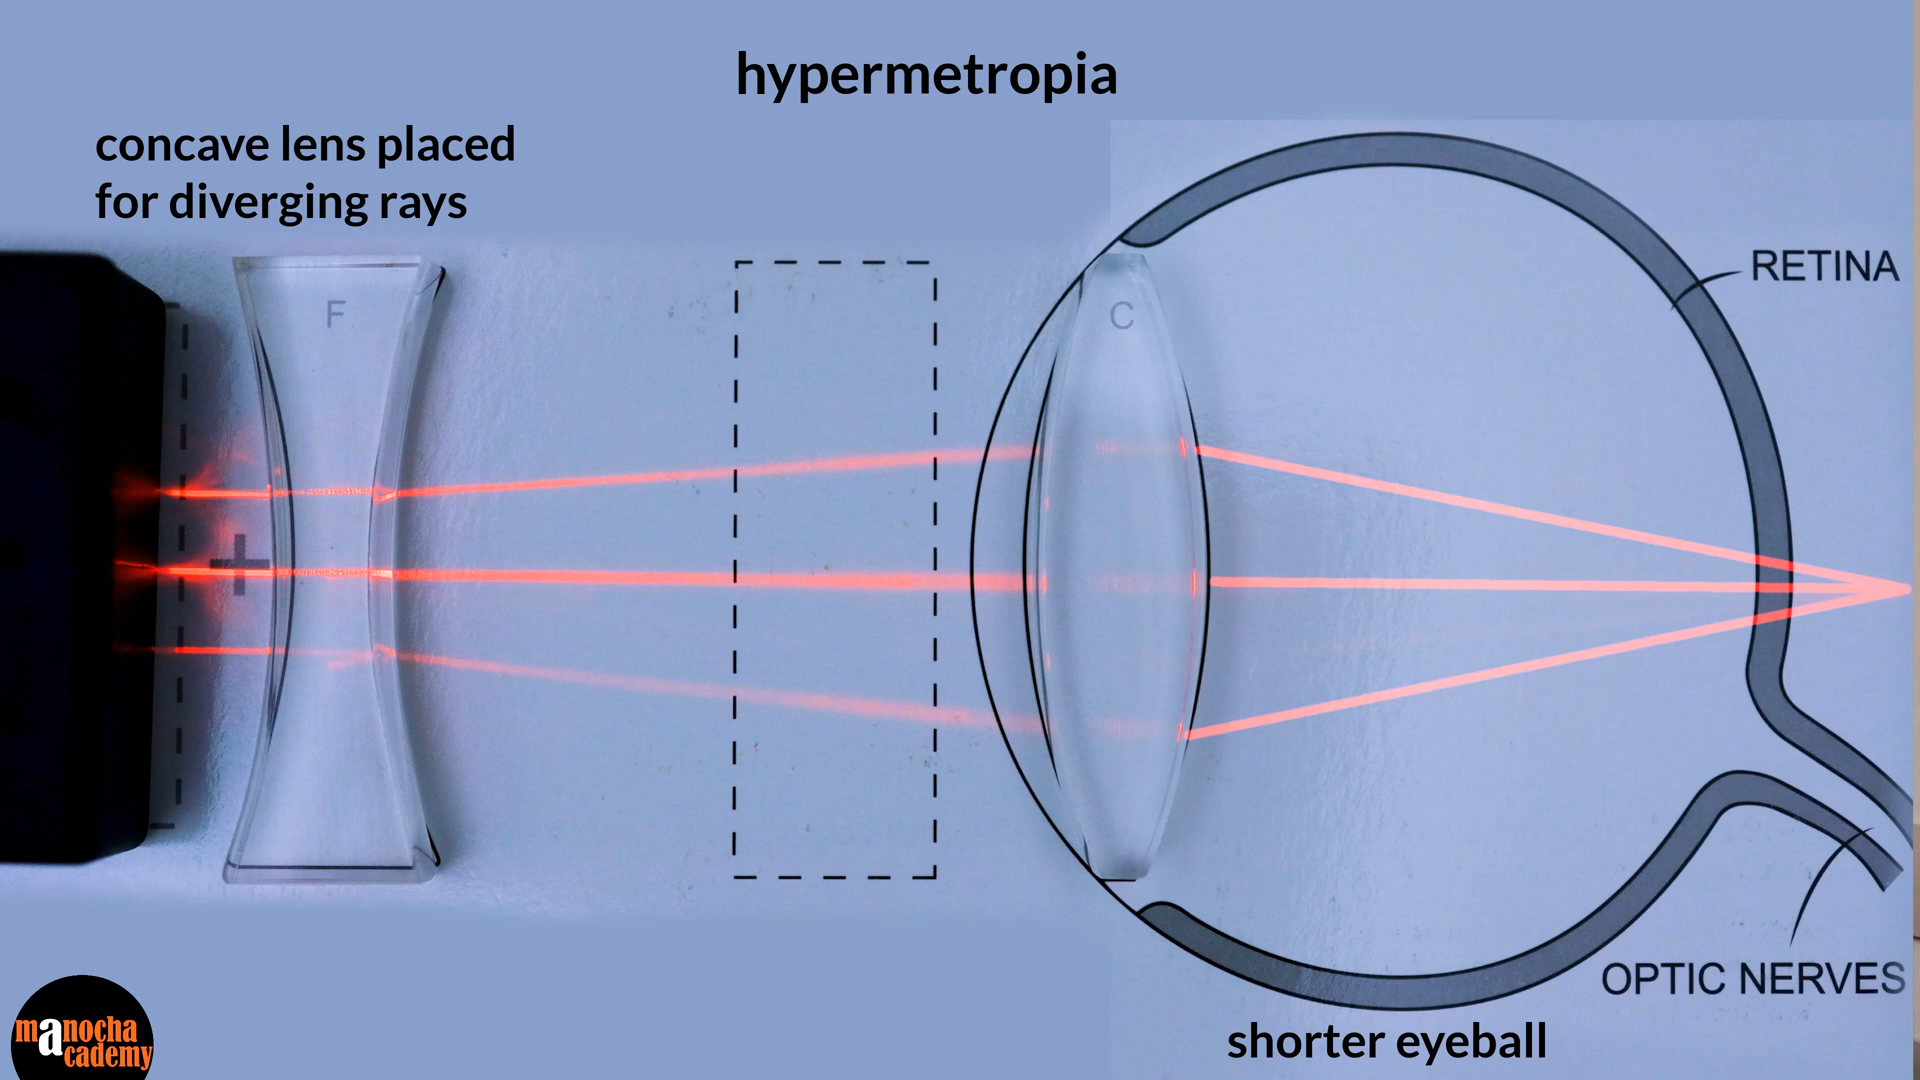 hypermetropia
concave lens placed
for diverging rays
F
C
RETINA
OPTIC NERVES
shorter eyeball
manocha
academy